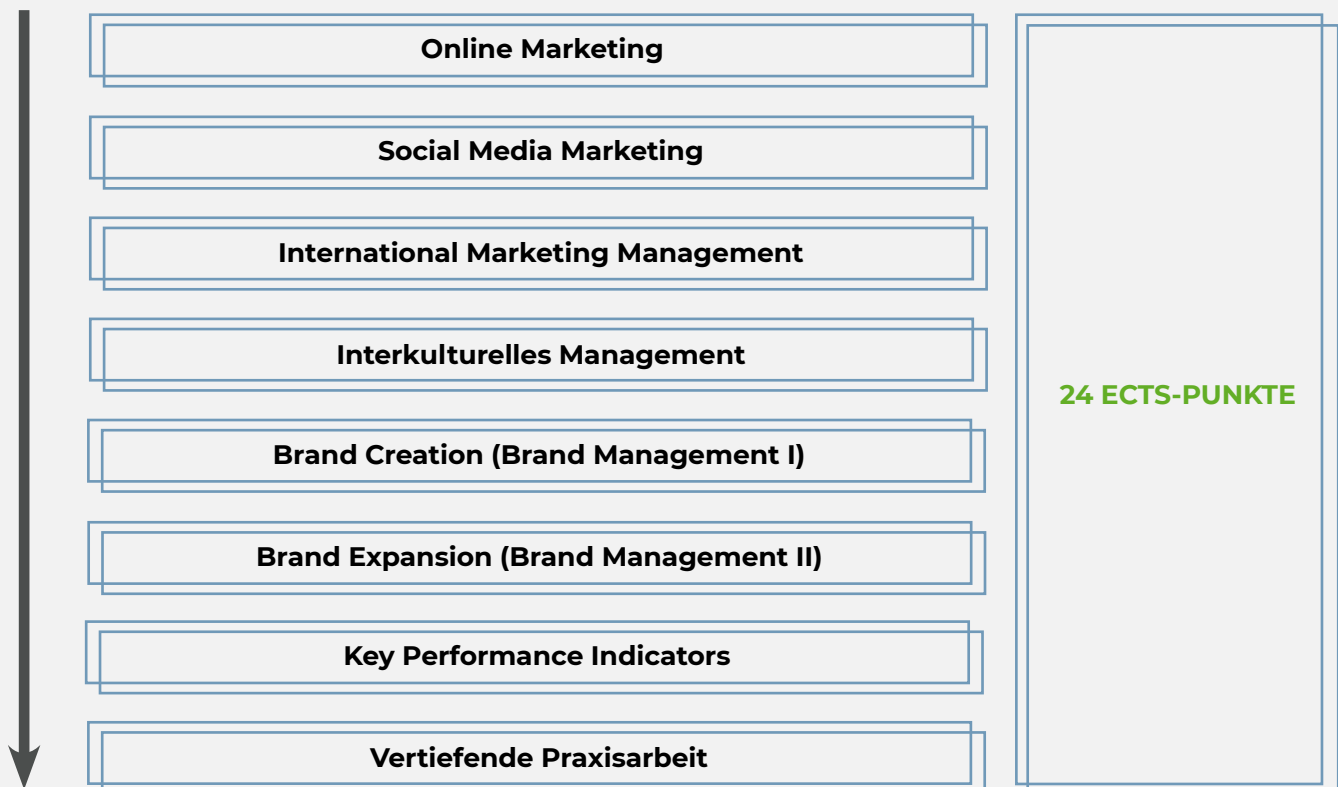 Online Marketing
Social Media Marketing
International Marketing Management
Interkulturelles Management
24 ECTS-PUNKTE
Brand Creation (Brand Management I)
Brand Expansion (Brand Management II)
Key Performance Indicators
Vertiefende Praxisarbeit